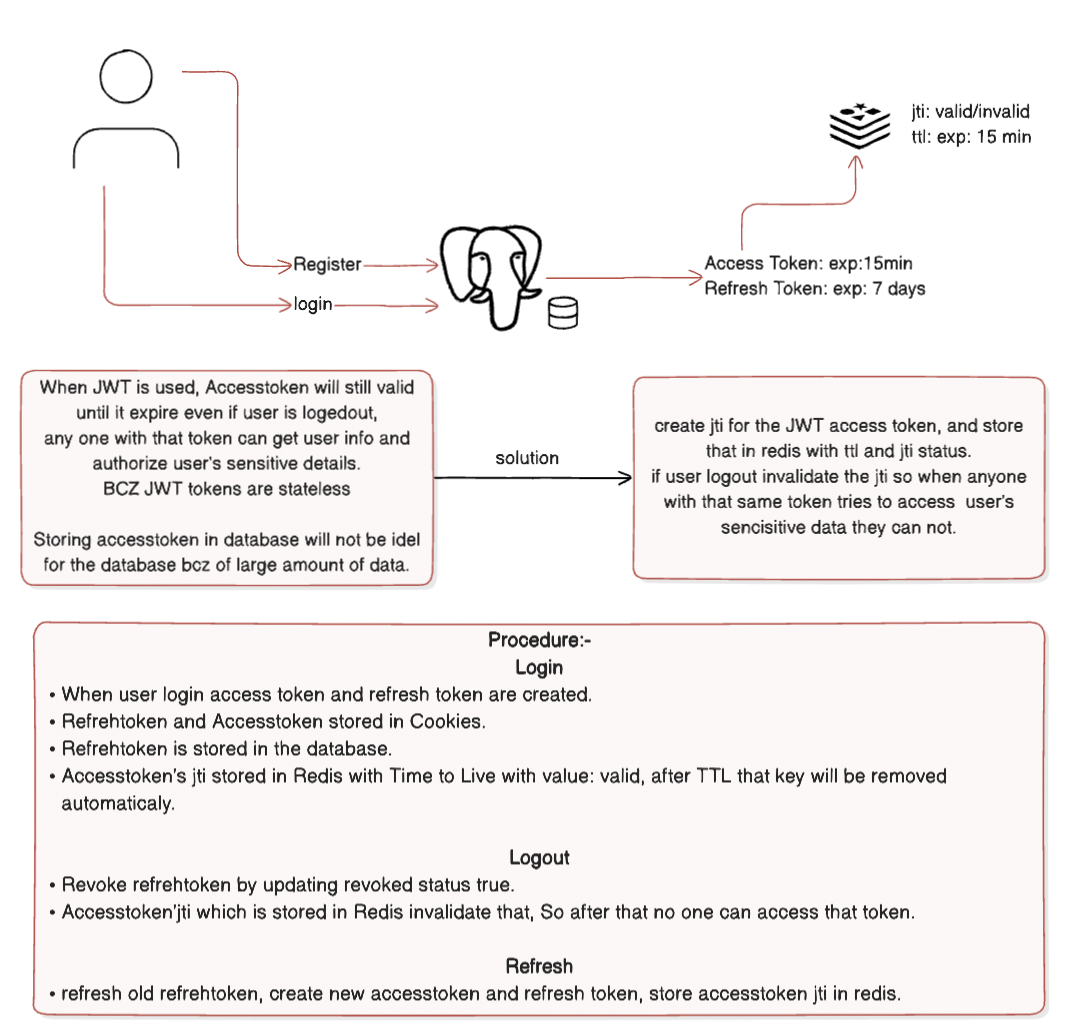 jti: valid/invalid
ttl: exp: 15 min
Register
login
Access Token: exp:15min
Refresh Token: exp: 7 days
When JWT is used, Accesstoken will still valid
until it expire even if user is logedout,
any one with that token can get user info and
authorize user's sensitive details.
BCZ JWT tokens are stateless
Storing accesstoken in database will not be idel
for the database bcz of large amount of data.
solution
create jti for the JWT access token, and store
that in redis with ttl and jti status.
if user logout invalidate the jti so when anyone
with that same token tries to access user's
sencisitive data they can not.
Procedure:-
Login
• When user login access token and refresh token are created.
• Refrehtoken and Accesstoken stored in Cookies.
• Refrehtoken is stored in the database.
• Accesstoken's jti stored in Redis with Time to Live with value: valid, after TTL that key will be removed
automaticaly.
Logout
• Revoke refrehtoken by updating revoked status true.
• Accesstoken'jti which is stored in Redis invalidate that, So after that no one can access that token.
Refresh
• refresh old refrehtoken, create new accesstoken and refresh token, store accesstoken jti in redis.